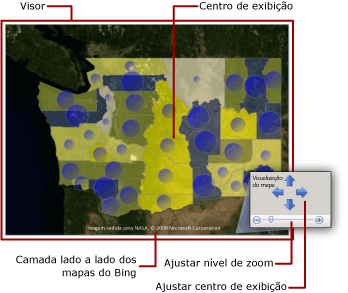 Visor
Centro de exibição
Visualização
do mapa
Imagem cedida pela NASA, © 2009 Microsoft Corporation
Camada lado a lado dos
mapas do Bing
Ajustar nível de zoom
Ajustar centro de exibição